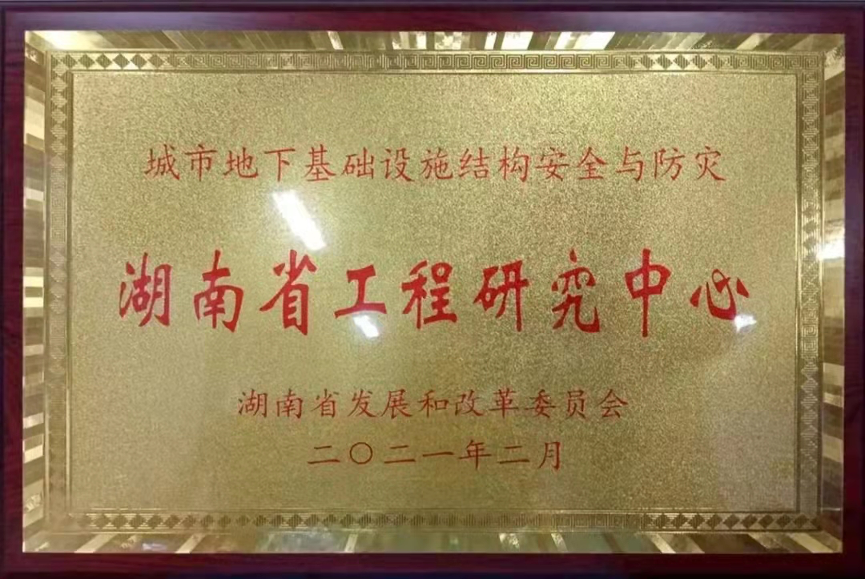 城市地下基础设施结构安全与防灾
湖南省工程研究中心
湖南省发展和改革委员会
二〇二一年二月